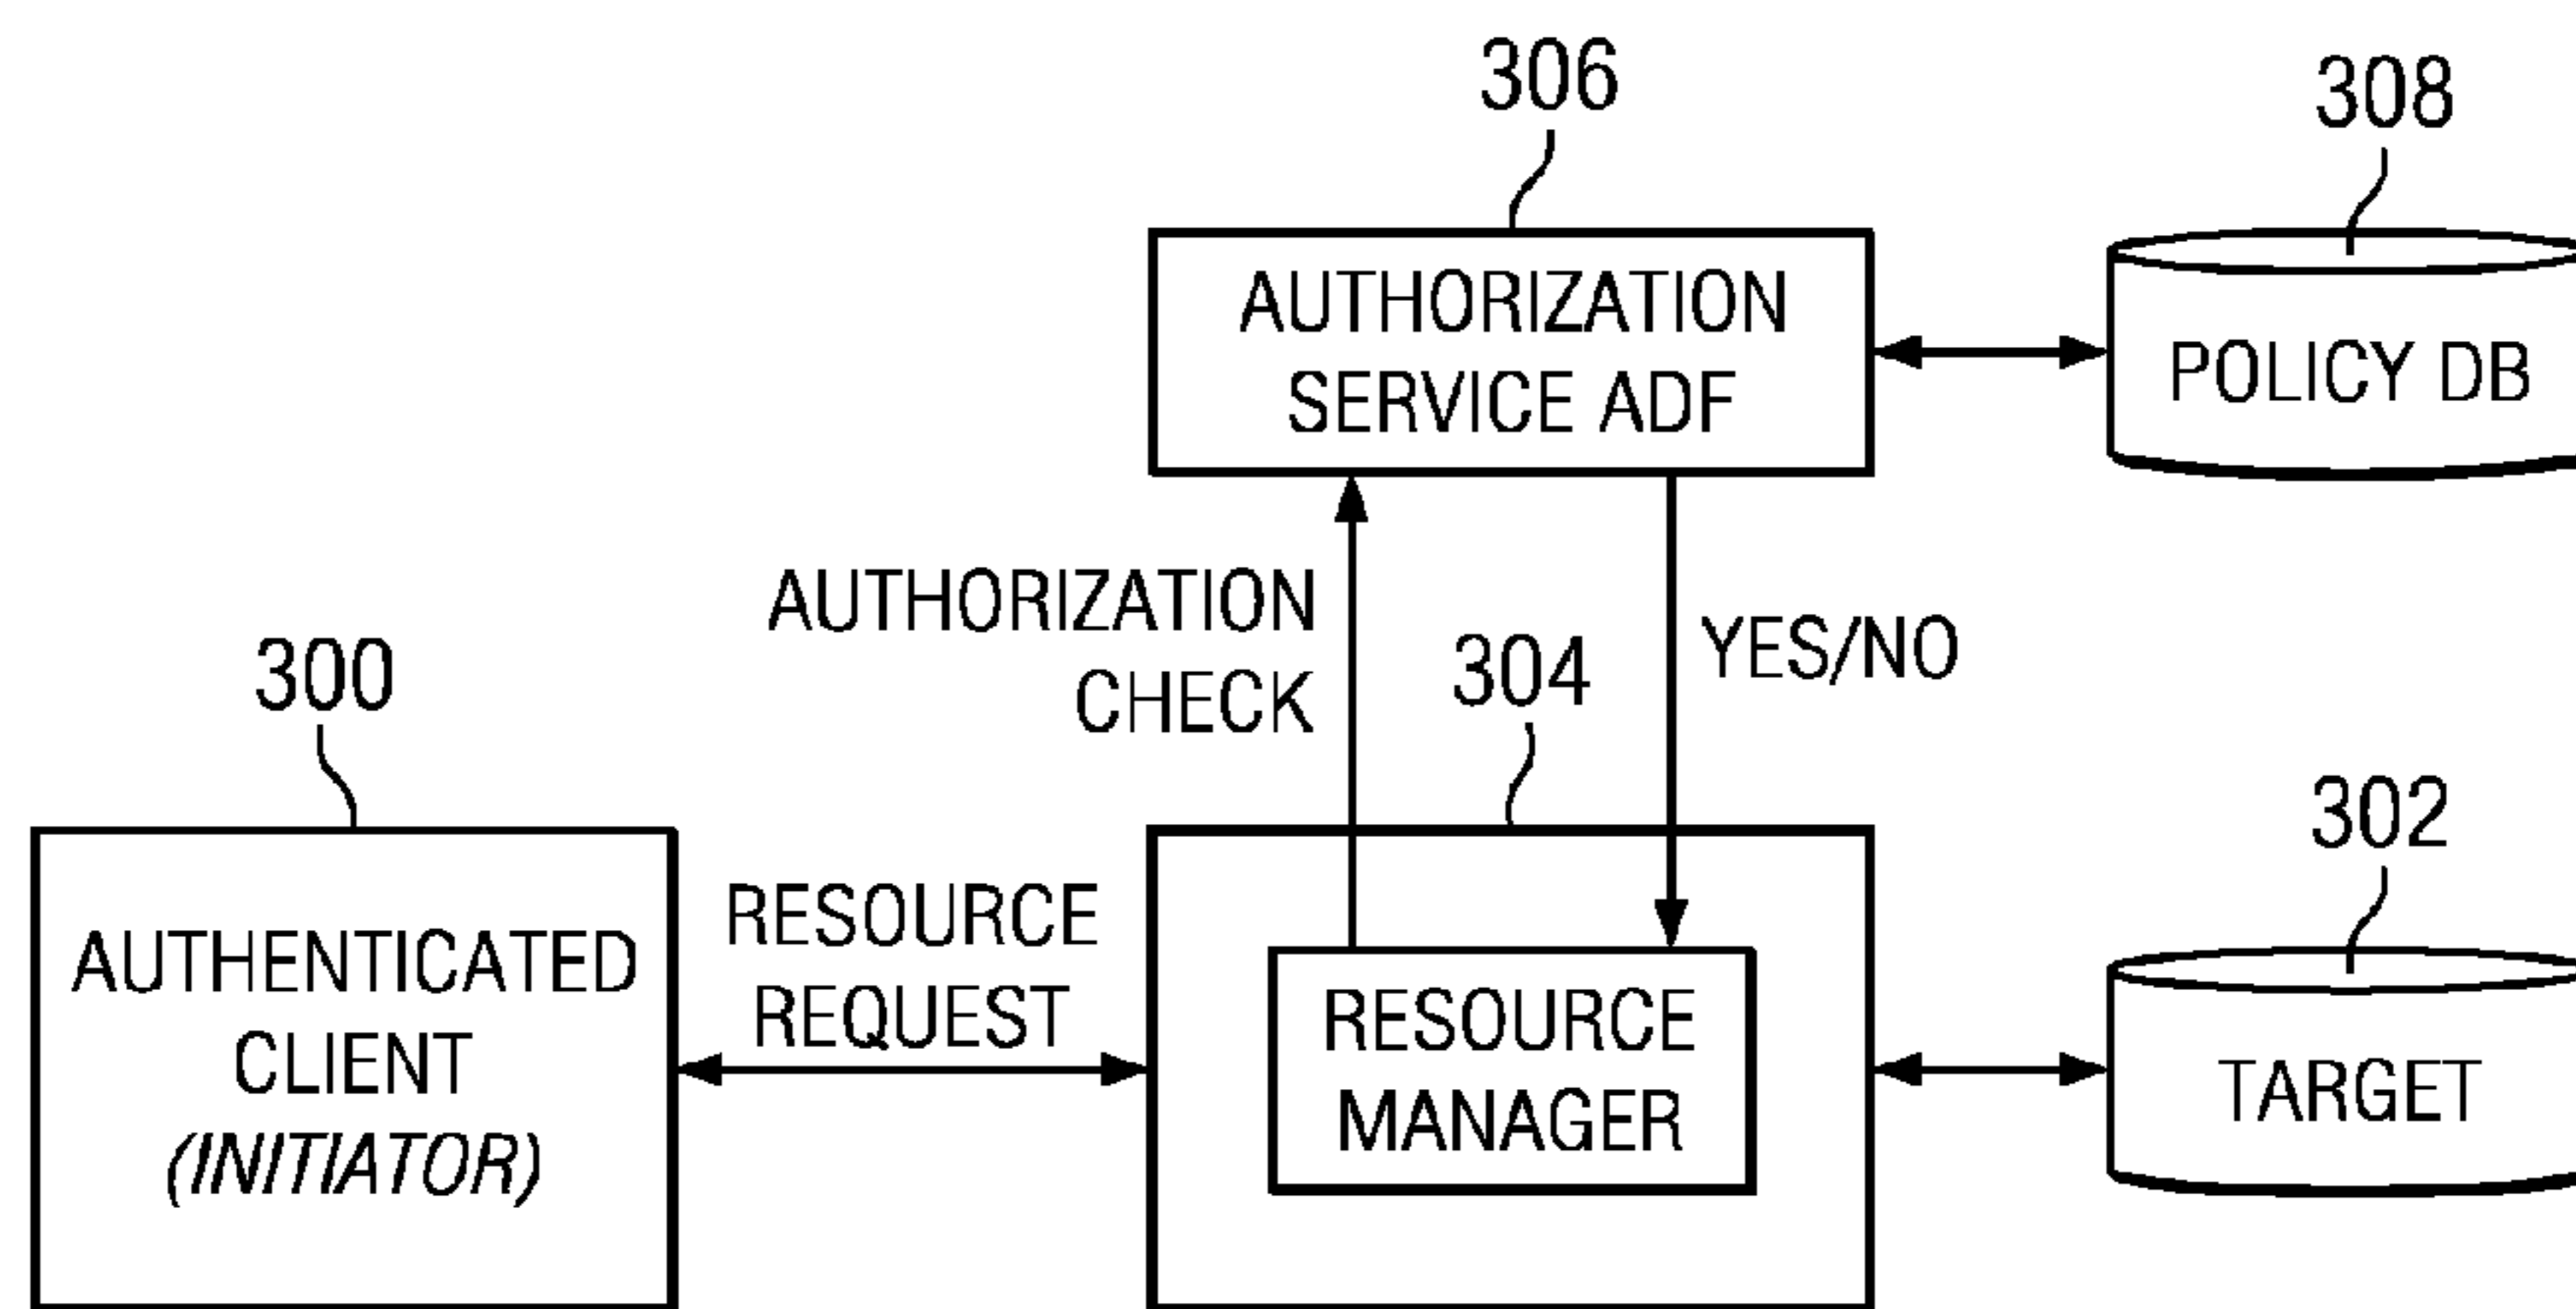 306
308
AUTHORIZATION
SERVICE ADF
POLICY DB
AUTHORIZATION
CHECK
YES/NO
304
300
302
AUTHENTICATED
CLIENT
(INITIATOR)
RESOURCE
REQUEST
RESOURCE
MANAGER
TARGET